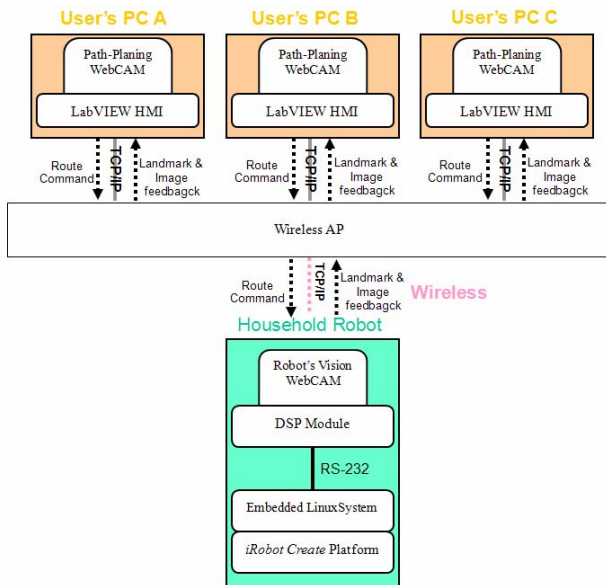 User's PC A
User's PC B
User's PC C
Path-Planing
WebCAM
LabVIEW HMI
Path-Planing
WebCAM
LabVIEW HMI
Path-Planing
WebCAM
LabVIEW HMI
Route
Command
TCP/IP
Landmark &
Image
feedbagck
Route
Command
TCP/IP
Landmark &
Image
feedbagck
Route
Command
TCP/IP
Landmark &
Image
feedbagck
Wireless AP
Route
Command
TCP/IP
Landmark &
Image
feedbagck
Wireless
Household Robot
Robot's Vision
WebCAM
DSP Module
RS-232
Embedded LinuxSystem
iRobot Create Platform